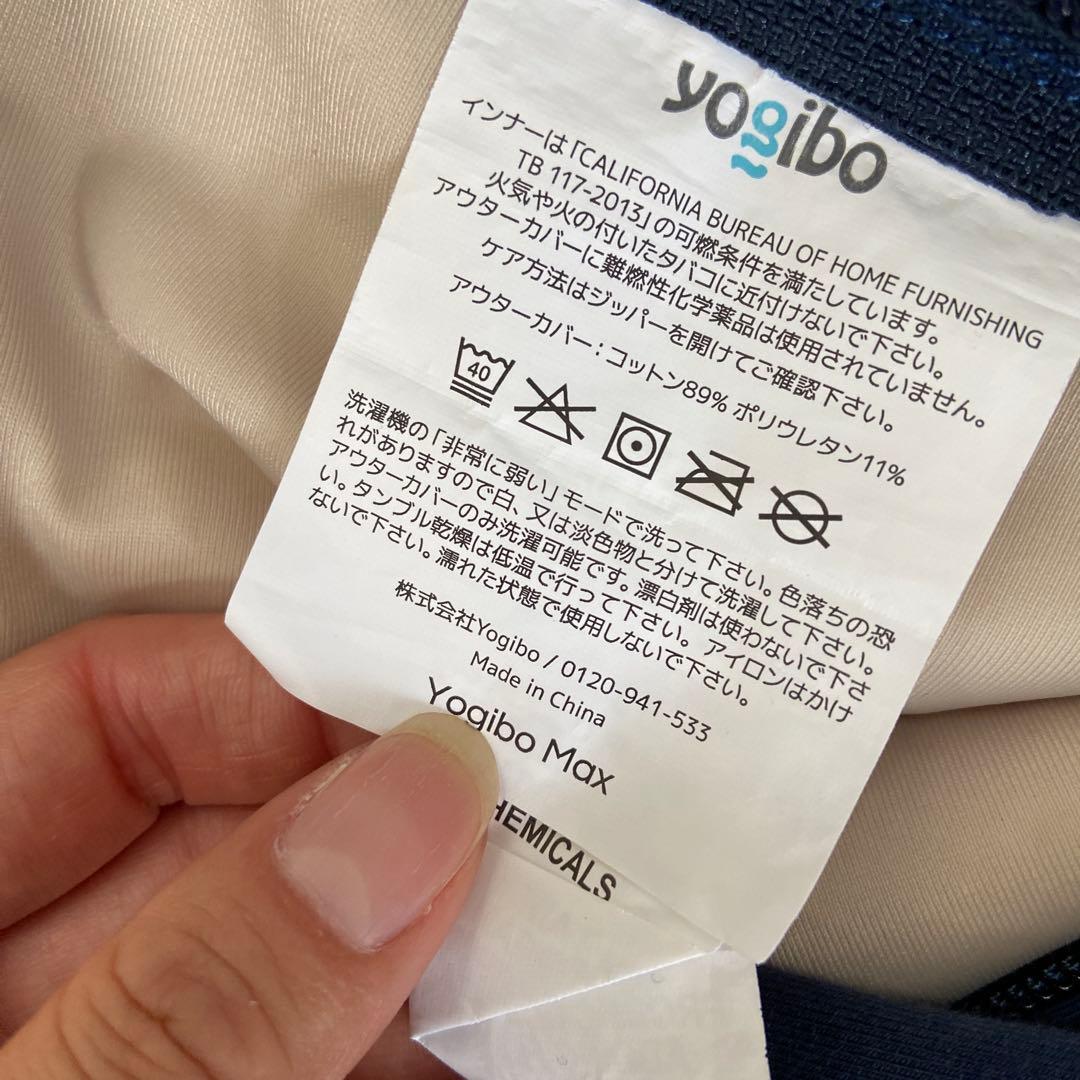 yogibo
インナーは「CALIFORNIA BUREAU OF HOME FURNISHING
TB 117-2013」の可燃条件を満たしています。
火気や火の付いたタバコに近付けないで下さい。
アウターカバーに難燃性化学薬品は使用されていません。
ケア方法はジッパーを開けてご確認下さい。
アウターカバー：コットン89% ポリウレタン11%
40
洗濯機の「非常に弱い」モードで洗って下さい。色落ちの恐
れがありますので白、又は淡色物と分けて洗濯して下さい。
アウターカバーのみ洗濯可能です。漂白剤は使わないで下さ
い。タンブル乾燥は低温で行って下さい。アイロンはかけ
ないで下さい。濡れた状態で使用しないで下さい。
株式会社Yogibo / 0120-941-533
Made in China
Yogibo Max
HEMICALS